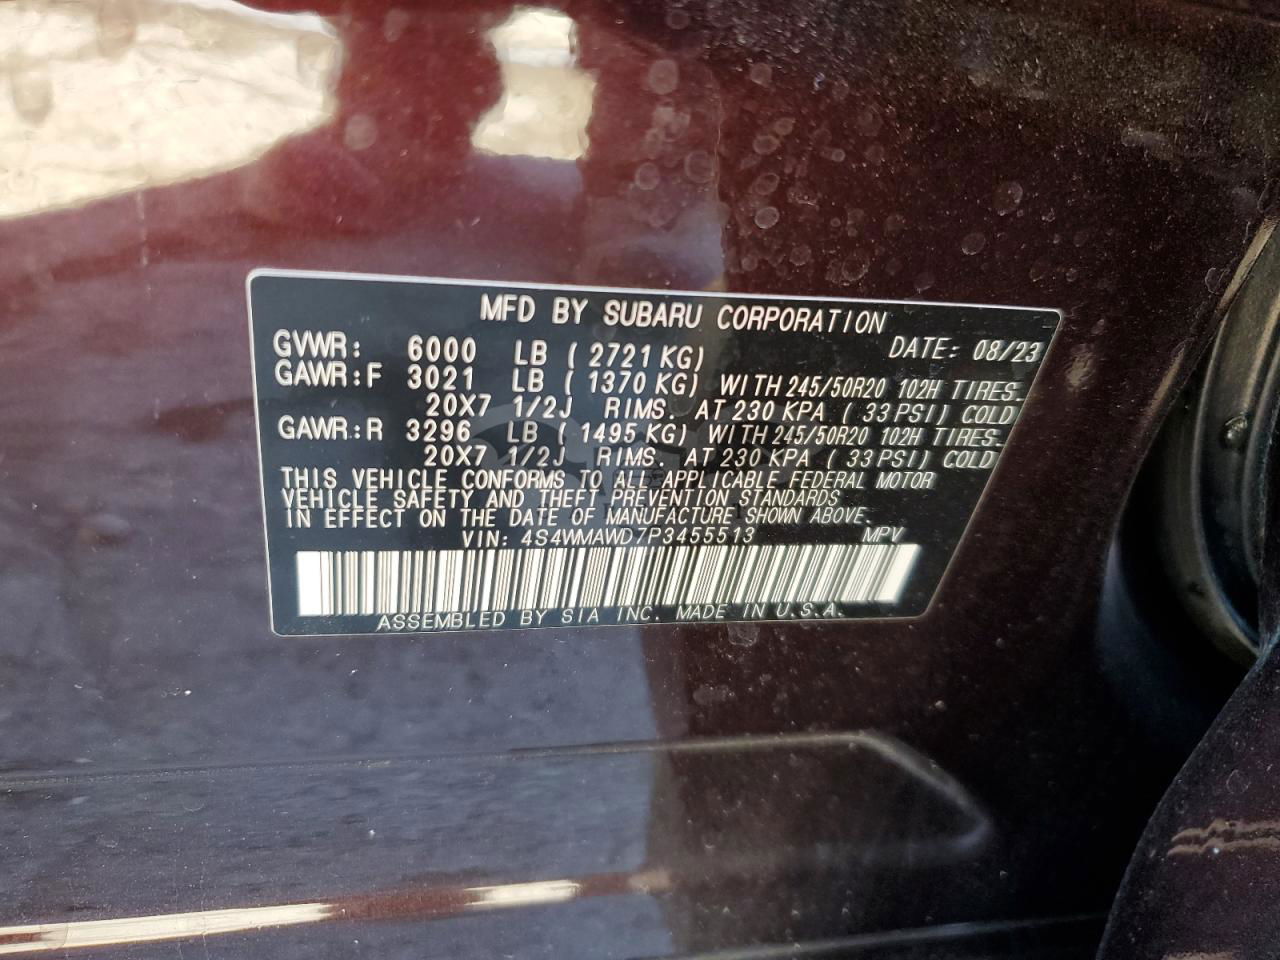 MFD BY SUBARU CORPORATION
GVWR: 6000 LB ( 2721 KG) DATE: 08/23
GAWR:F 3021 LB ( 1370 KG) WITH 245/50R20 102H TIRES.
20X7 1/2J RIMS. AT 230 KPA ( 33 PSI) COLD
GAWR:R 3296 LB ( 1495 KG) WITH 245/50R20 102H TIRES.
20X7 1/2J RIMS. AT 230 KPA ( 33 PSI) COLD
THIS VEHICLE CONFORMS TO ALL APPLICABLE FEDERAL MOTOR
VEHICLE SAFETY AND THEFT PREVENTION STANDARDS
IN EFFECT ON THE DATE OF MANUFACTURE SHOWN ABOVE.
VIN: 4S4WMAWD7P3455513 MPV
ASSEMBLED BY SIA INC. MADE IN U.S.A.